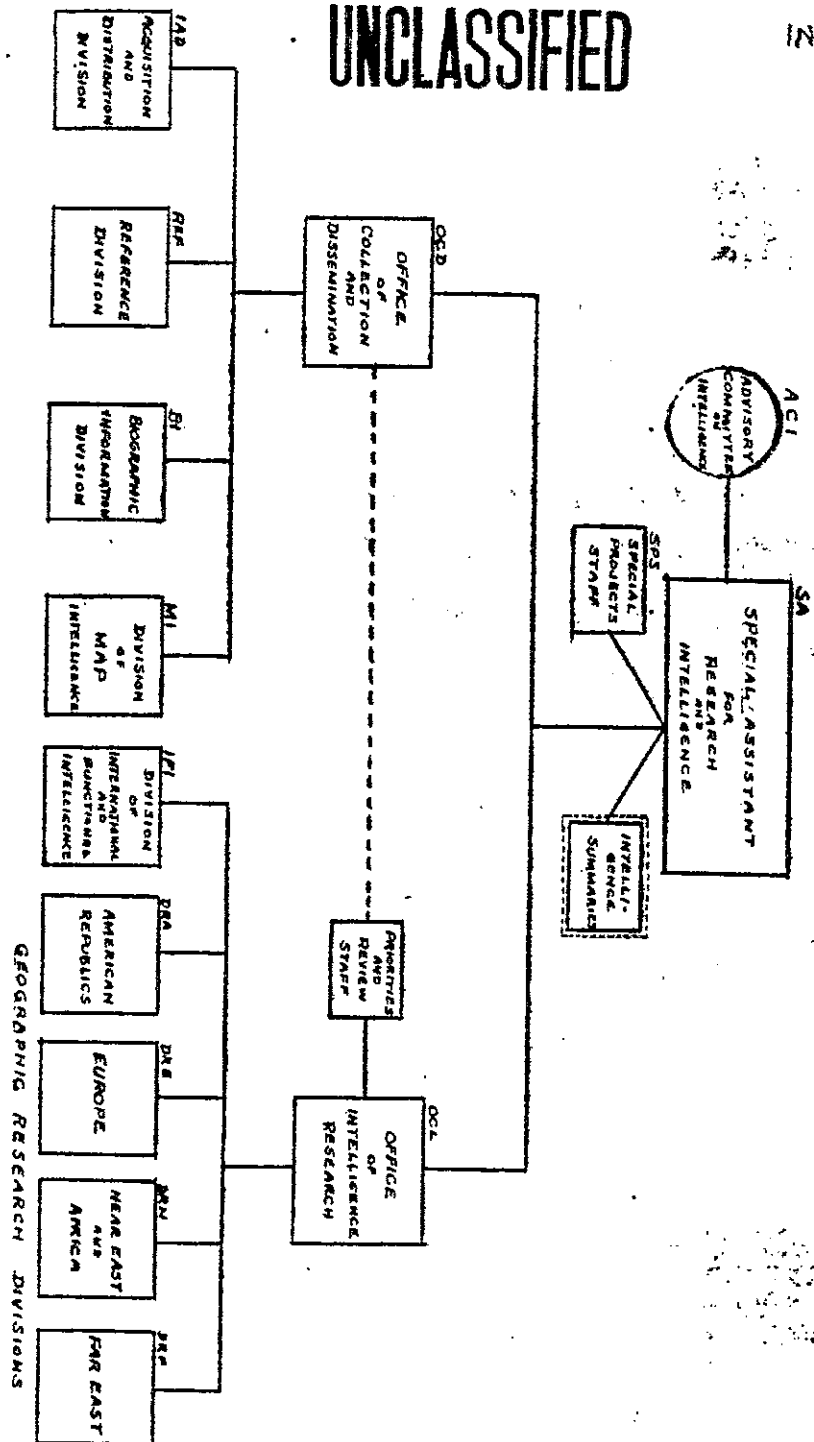 UNCLASSIFIED
SA
SPECIAL ASSISTANT
FOR
RESEARCH
AND
INTELLIGENCE
ACI
ADVISORY
COMMITTEE
ON
INTELLIGENCE
SPS
SPECIAL
PROJECTS
STAFF
INTELLI-
GENCE
SUMMARIES
OCD
OFFICE
OF
COLLECTION
AND
DISSEMINATION
PRIORITIES
AND
REVIEW
STAFF
OCL
OFFICE
OF
INTELLIGENCE
RESEARCH
IAD
ACQUISITION
AND
DISTRIBUTION
DIVISION
REF
REFERENCE
DIVISION
BI
BIOGRAPHIC
INFORMATION
DIVISION
MI
DIVISION
OF
MAP
INTELLIGENCE
IFI
DIVISION
OF
INTERNATIONAL
AND
FUNCTIONAL
INTELLIGENCE
DRA
AMERICAN
REPUBLICS
DRE
EUROPE
DRN
NEAR EAST
AND
AFRICA
DRF
FAR EAST
GEOGRAPHIC RESEARCH DIVISIONS